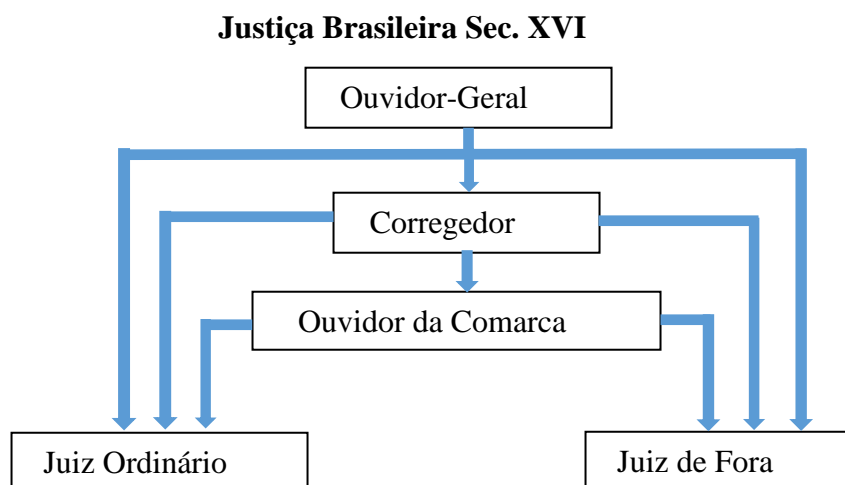 Justiça Brasileira Sec. XVI
Ouvidor-Geral
Corregedor
Ouvidor da Comarca
Juiz Ordinário
Juiz de Fora